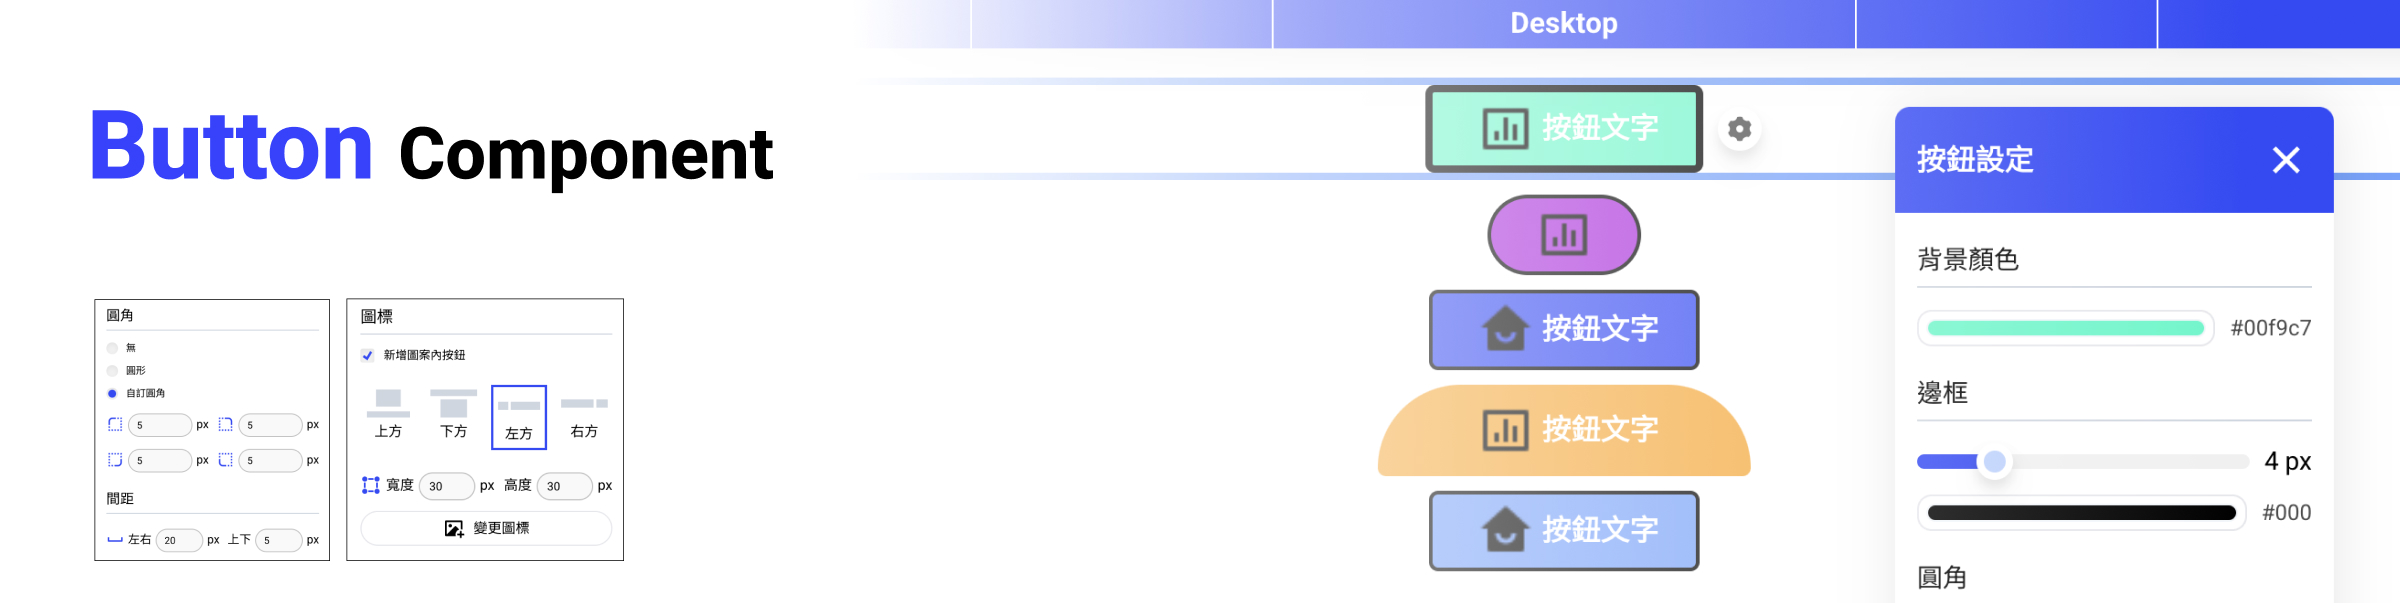 Desktop
Button Component
圓角
無
圓形
自訂圓角
5 px 5 px
5 px 5 px
間距
左右 20 px 上下 5 px
圖標
新增圖案內按鈕
上方 下方 左方 右方
寬度 30 px 高度 30 px
變更圖標
按鈕文字
按鈕文字
按鈕文字
按鈕文字
按鈕設定
背景顏色
#00f9c7
邊框
4 px
#000
圓角